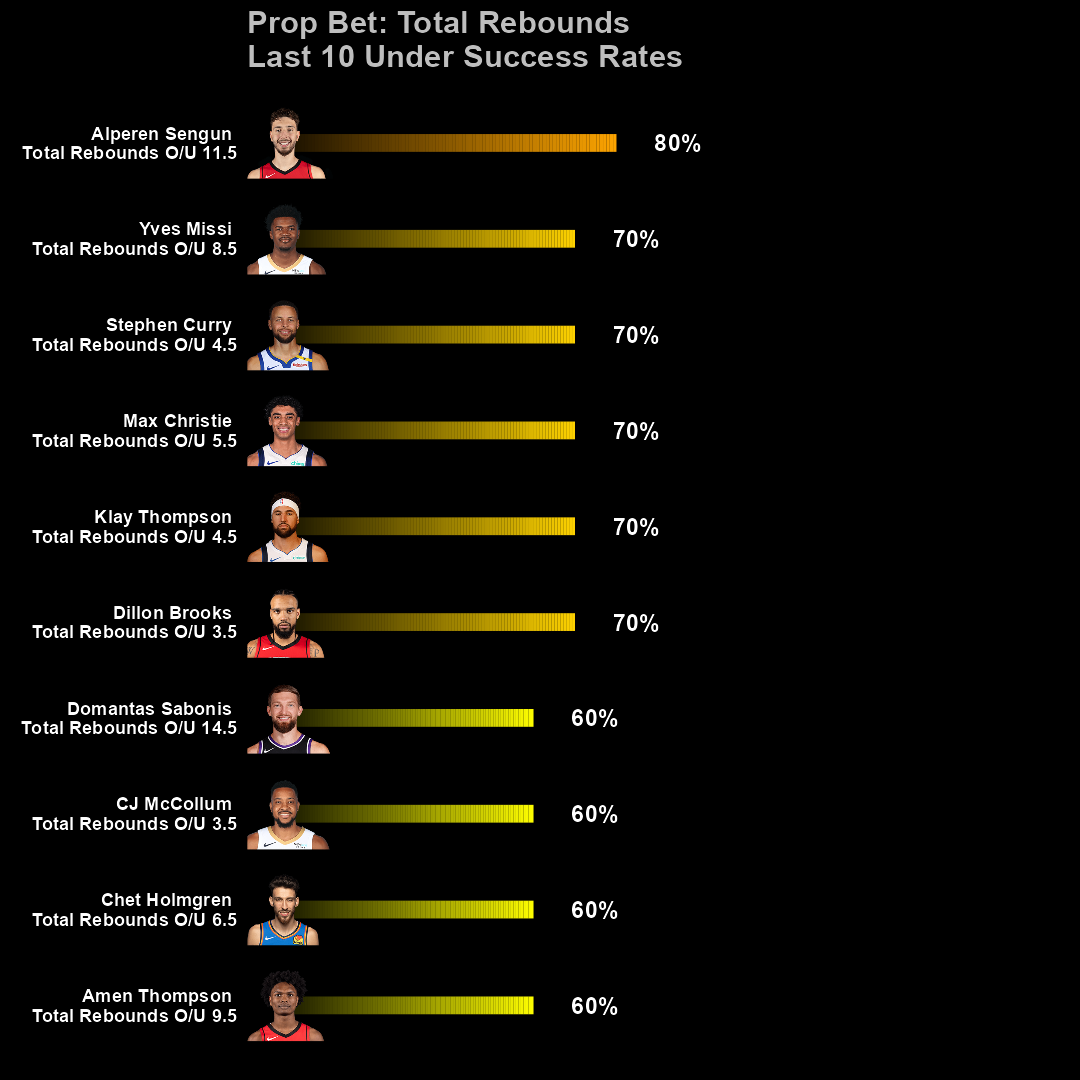 Prop Bet: Total Rebounds
Last 10 Under Success Rates
Alperen Sengun
Total Rebounds O/U 11.5
80%
Yves Missi
Total Rebounds O/U 8.5
70%
Stephen Curry
Total Rebounds O/U 4.5
70%
Max Christie
Total Rebounds O/U 5.5
70%
Klay Thompson
Total Rebounds O/U 4.5
70%
Dillon Brooks
Total Rebounds O/U 3.5
70%
Domantas Sabonis
Total Rebounds O/U 14.5
60%
CJ McCollum
Total Rebounds O/U 3.5
60%
Chet Holmgren
Total Rebounds O/U 6.5
60%
Amen Thompson
Total Rebounds O/U 9.5
60%